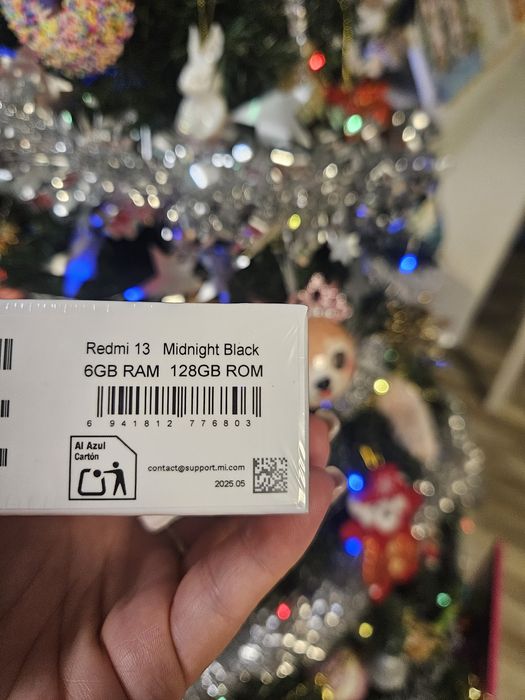 Redmi 13 Midnight Black
6GB RAM 128GB ROM
6 941812 776803
Al Azul
Cartón
contact@support.mi.com
2025.05